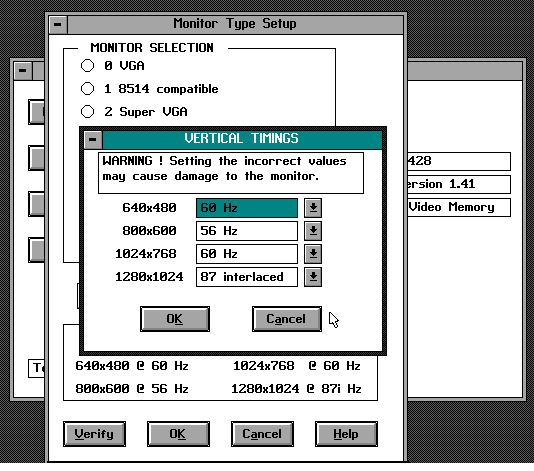 Monitor Type Setup
MONITOR SELECTION
0 VGA
1 8514 compatible
2 Super VGA
VERTICAL TIMINGS
WARNING ! Setting the incorrect values
may cause damage to the monitor.
640x480 60 Hz
800x600 56 Hz
1024x768 60 Hz
1280x1024 87 interlaced
OK Cancel
428
ersion 1.41
Video Memory
640x480 @ 60 Hz 1024x768 @ 60 Hz
800x600 @ 56 Hz 1280x1024 @ 87i Hz
Verify OK Cancel Help